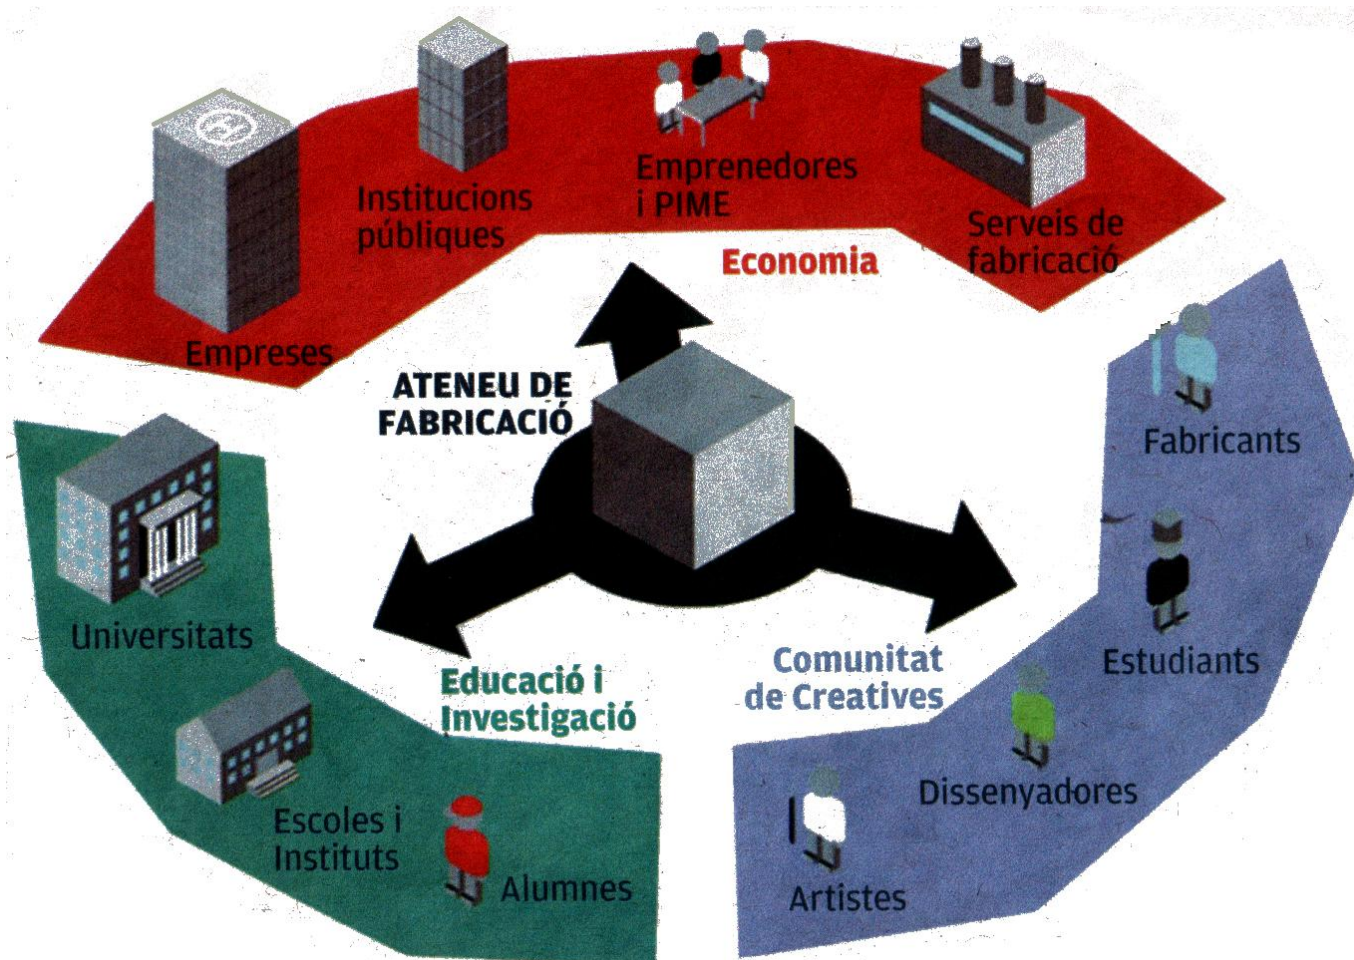 Institucions
públiques
Emprenedores
i PIME
Serveis de
fabricació
Empreses
Economia
ATENEU DE
FABRICACIÓ
Fabricants
Universitats
Estudiants
Educació i
Investigació
Comunitat
de Creatives
Escoles i
Instituts
Alumnes
Dissenyadores
Artistes
H